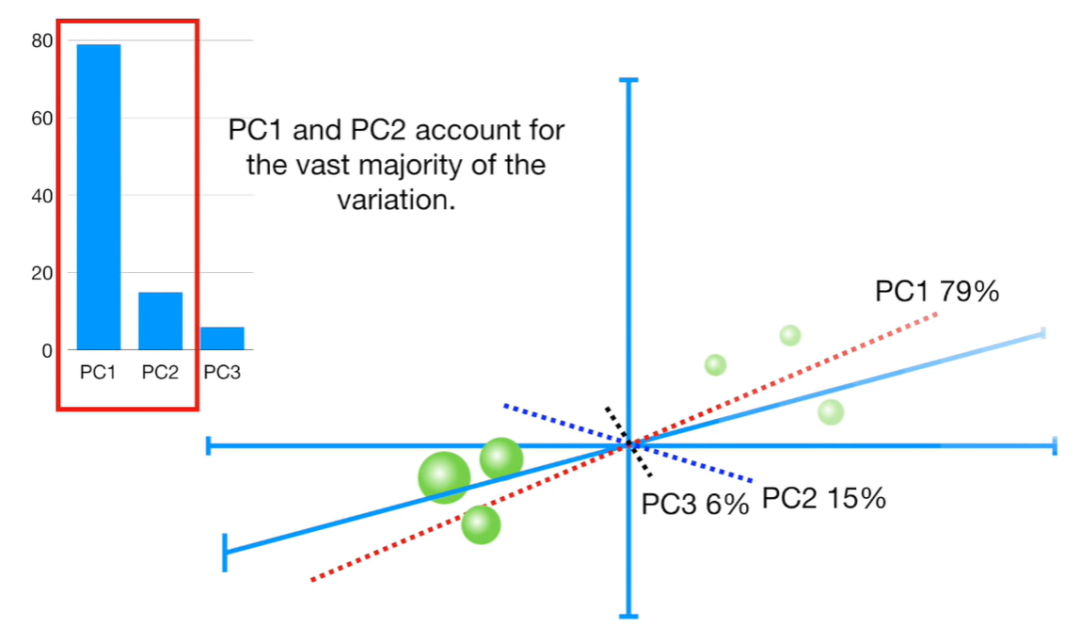 80
60
40
20
0
PC1 PC2 PC3
PC1 and PC2 account for
the vast majority of the
variation.
PC1 79%
PC3 6%
PC2 15%